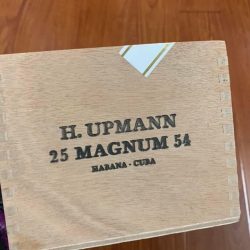 H. UPMANN
25 MAGNUM 54
HABANA - CUBA